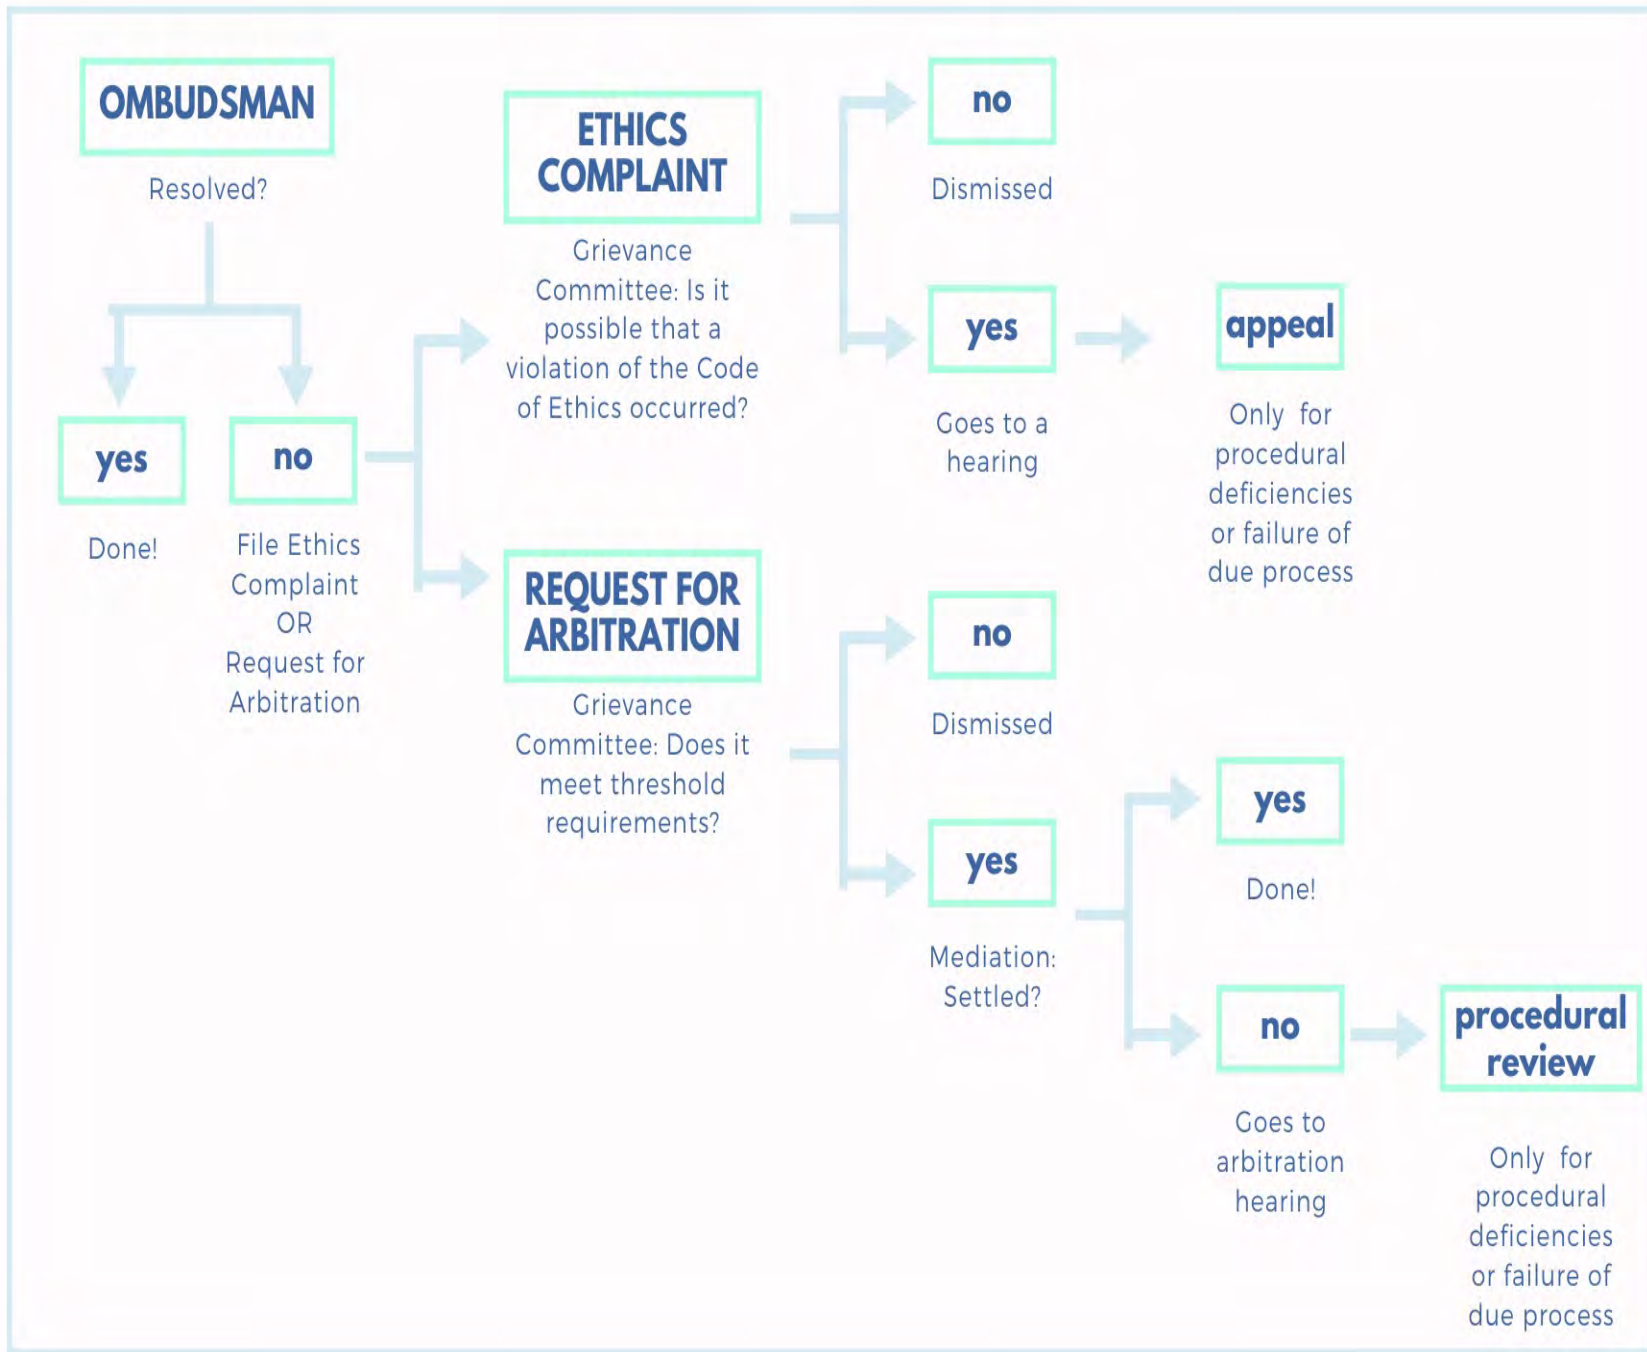 OMBUDSMAN
Resolved?
yes
Done!
no
File Ethics
Complaint
OR
Request for
Arbitration
ETHICS
COMPLAINT
Grievance
Committee: Is it
possible that a
violation of the Code
of Ethics occurred?
no
Dismissed
yes
Goes to a
hearing
appeal
Only for
procedural
deficiencies
or failure of
due process
REQUEST FOR
ARBITRATION
Grievance
Committee: Does it
meet threshold
requirements?
no
Dismissed
yes
Mediation:
Settled?
yes
Done!
no
Goes to
arbitration
hearing
procedural
review
Only for
procedural
deficiencies
or failure of
due process